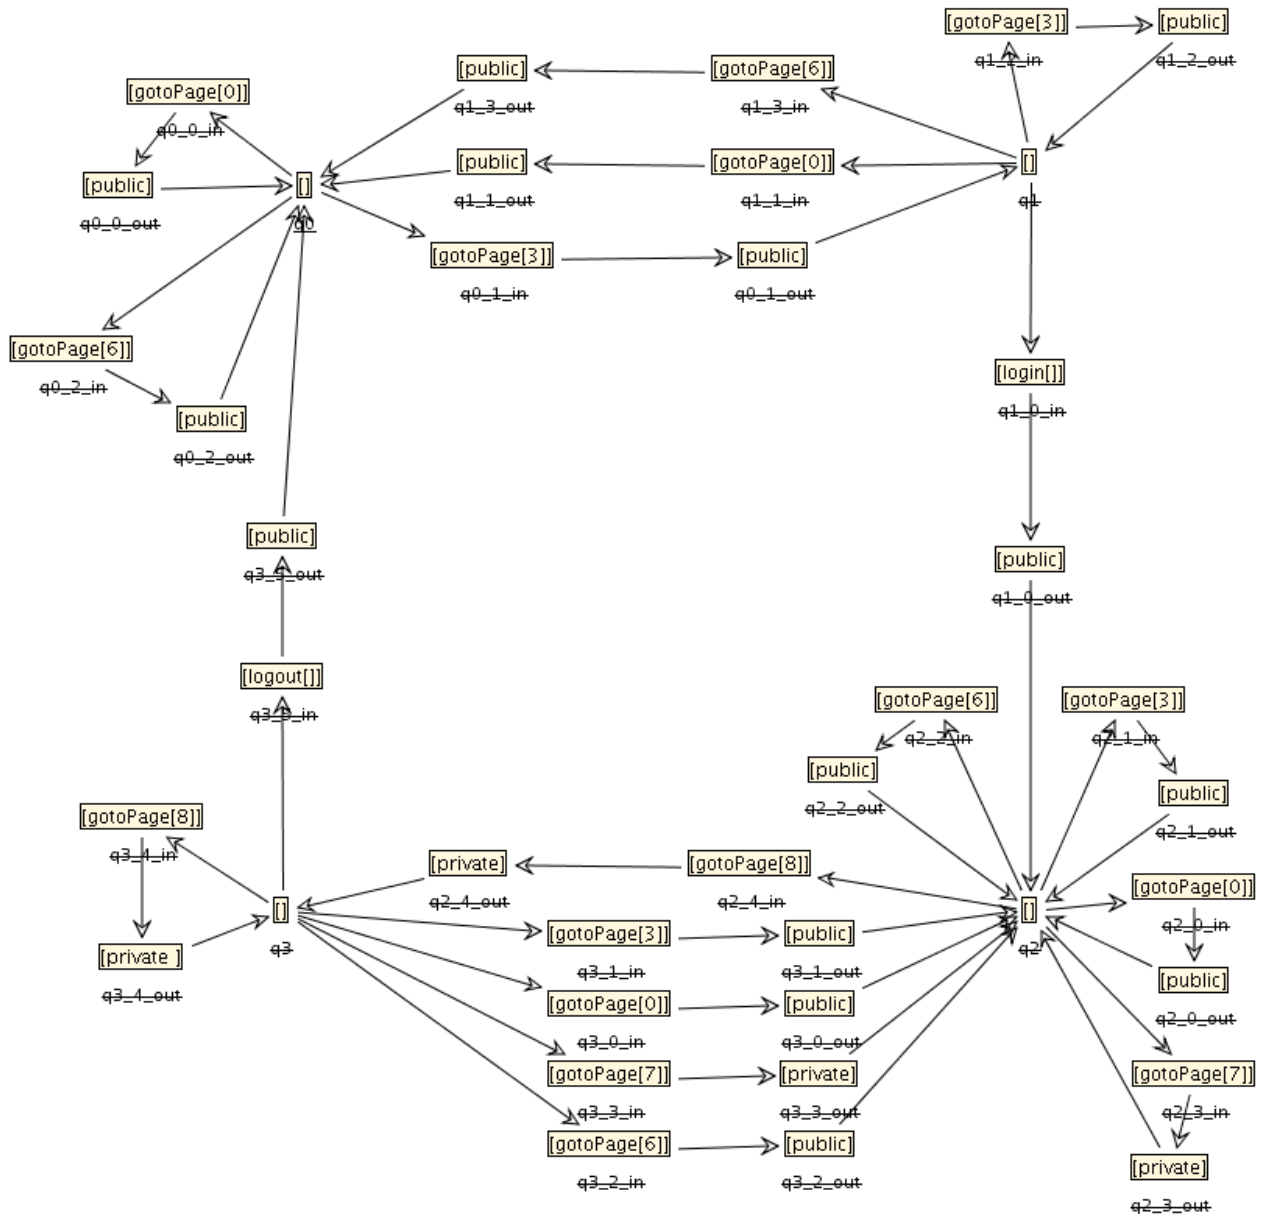 [gotoPage[3]]
[public]
q1_2_in
q1_2_out
[public]
[gotoPage[6]]
q1_3_out
q1_3_in
[gotoPage[0]]
q0_0_in
[public]
[gotoPage[0]]
[]
q1_1_out
q1_1_in
q1
[public]
[]
q0_0_out
q0
[gotoPage[3]]
[public]
q0_1_in
q0_1_out
[gotoPage[6]]
q0_2_in
[login[]]
q1_0_in
[public]
q0_2_out
[public]
q3_5_out
[public]
q1_0_out
[logout[]]
q3_5_in
[gotoPage[6]]
[gotoPage[3]]
q2_2_in
q2_1_in
[public]
q2_2_out
[public]
q2_1_out
[gotoPage[8]]
q3_4_in
[private]
[gotoPage[8]]
q2_4_out
q2_4_in
[gotoPage[0]]
q2_0_in
[]
q3
[]
q2
[gotoPage[3]]
[public]
q3_1_in
q3_1_out
[private ]
q3_4_out
[public]
q2_0_out
[gotoPage[0]]
[public]
q3_0_in
q3_0_out
[gotoPage[7]]
[private]
[gotoPage[7]]
q3_3_in
q3_3_out
q2_3_in
[gotoPage[6]]
[public]
q3_2_in
q3_2_out
[private]
q2_3_out